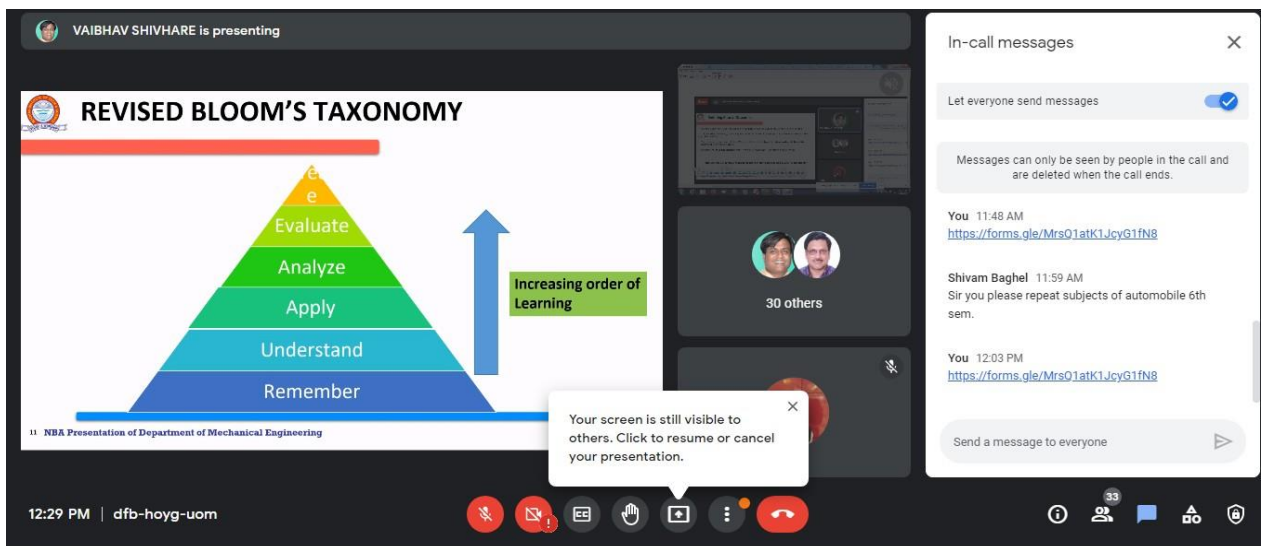 VAIBHAV SHIVHARE is presenting
REVISED BLOOM'S TAXONOMY
e
Evaluate
Analyze
Apply
Understand
Remember
Increasing order of
Learning
11 NBA Presentation of Department of Mechanical Engineering
30 others
Your screen is still visible to
others. Click to resume or cancel
your presentation.
In-call messages
Let everyone send messages
Messages can only be seen by people in the call and
are deleted when the call ends.
You 11:48 AM
https://forms.gle/MrsQ1atK1JcyG1fN8
Shivam Baghel 11:59 AM
Sir you please repeat subjects of automobile 6th
sem.
You 12:03 PM
https://forms.gle/MrsQ1atK1JcyG1fN8
Send a message to everyone
12:29 PM | dfb-hoyg-uom
CC
33